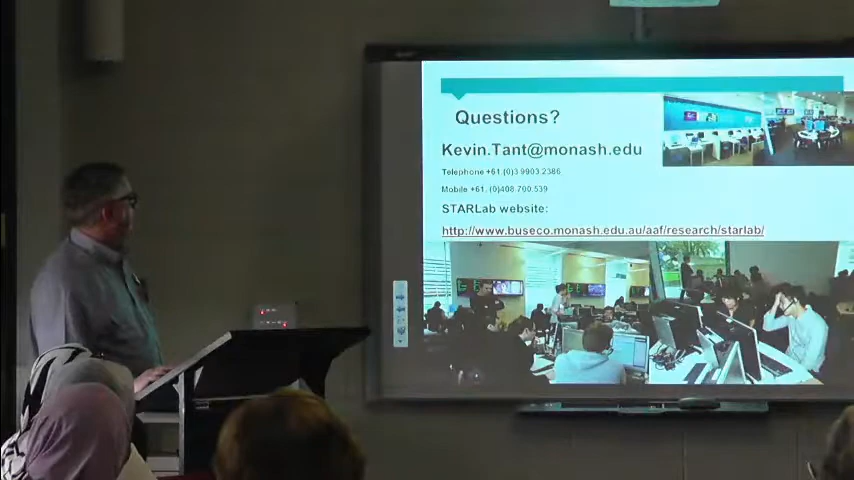 Questions?
Kevin.Tant@monash.edu
Telephone +61.(0)3 9903.2386
Mobile +61.(0)408.700.539
STARLab website:
http://www.buseco.monash.edu.au/aaf/research/starlab/